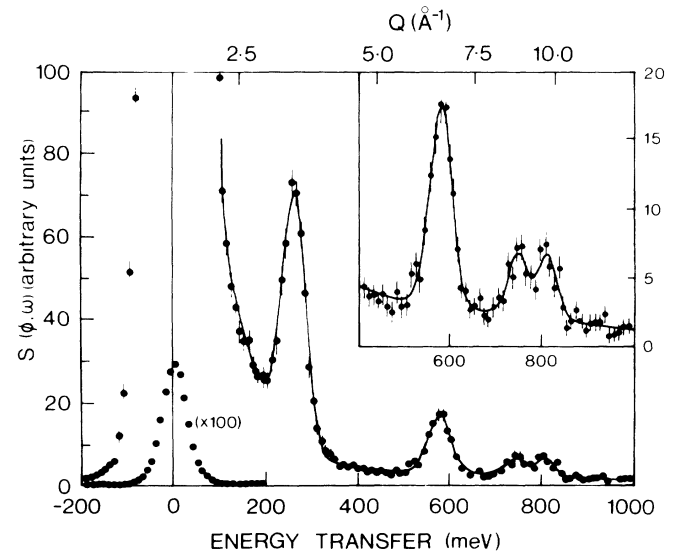 Q (Å⁻¹)
2·5 5·0 7·5 10·0
100 20
80 15
60 10
40 5
20 0
0
600 800
(×100)
-200 0 200 400 600 800 1000
ENERGY TRANSFER (meV)
S (ϕ, ω) (arbitrary units)